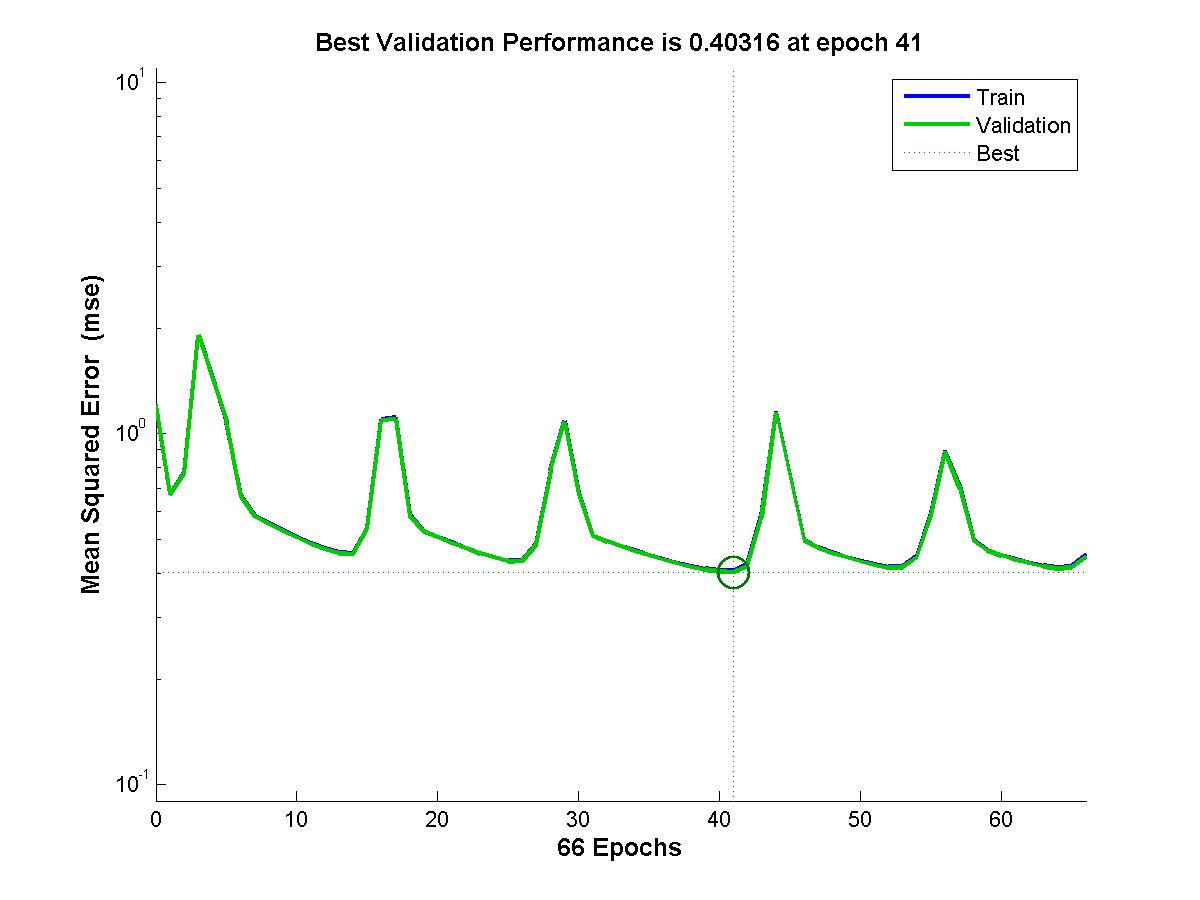 Best Validation Performance is 0.40316 at epoch 41
Train
Validation
Best
Mean Squared Error (mse)
10^1
10^0
10^-1
0 10 20 30 40 50 60
66 Epochs